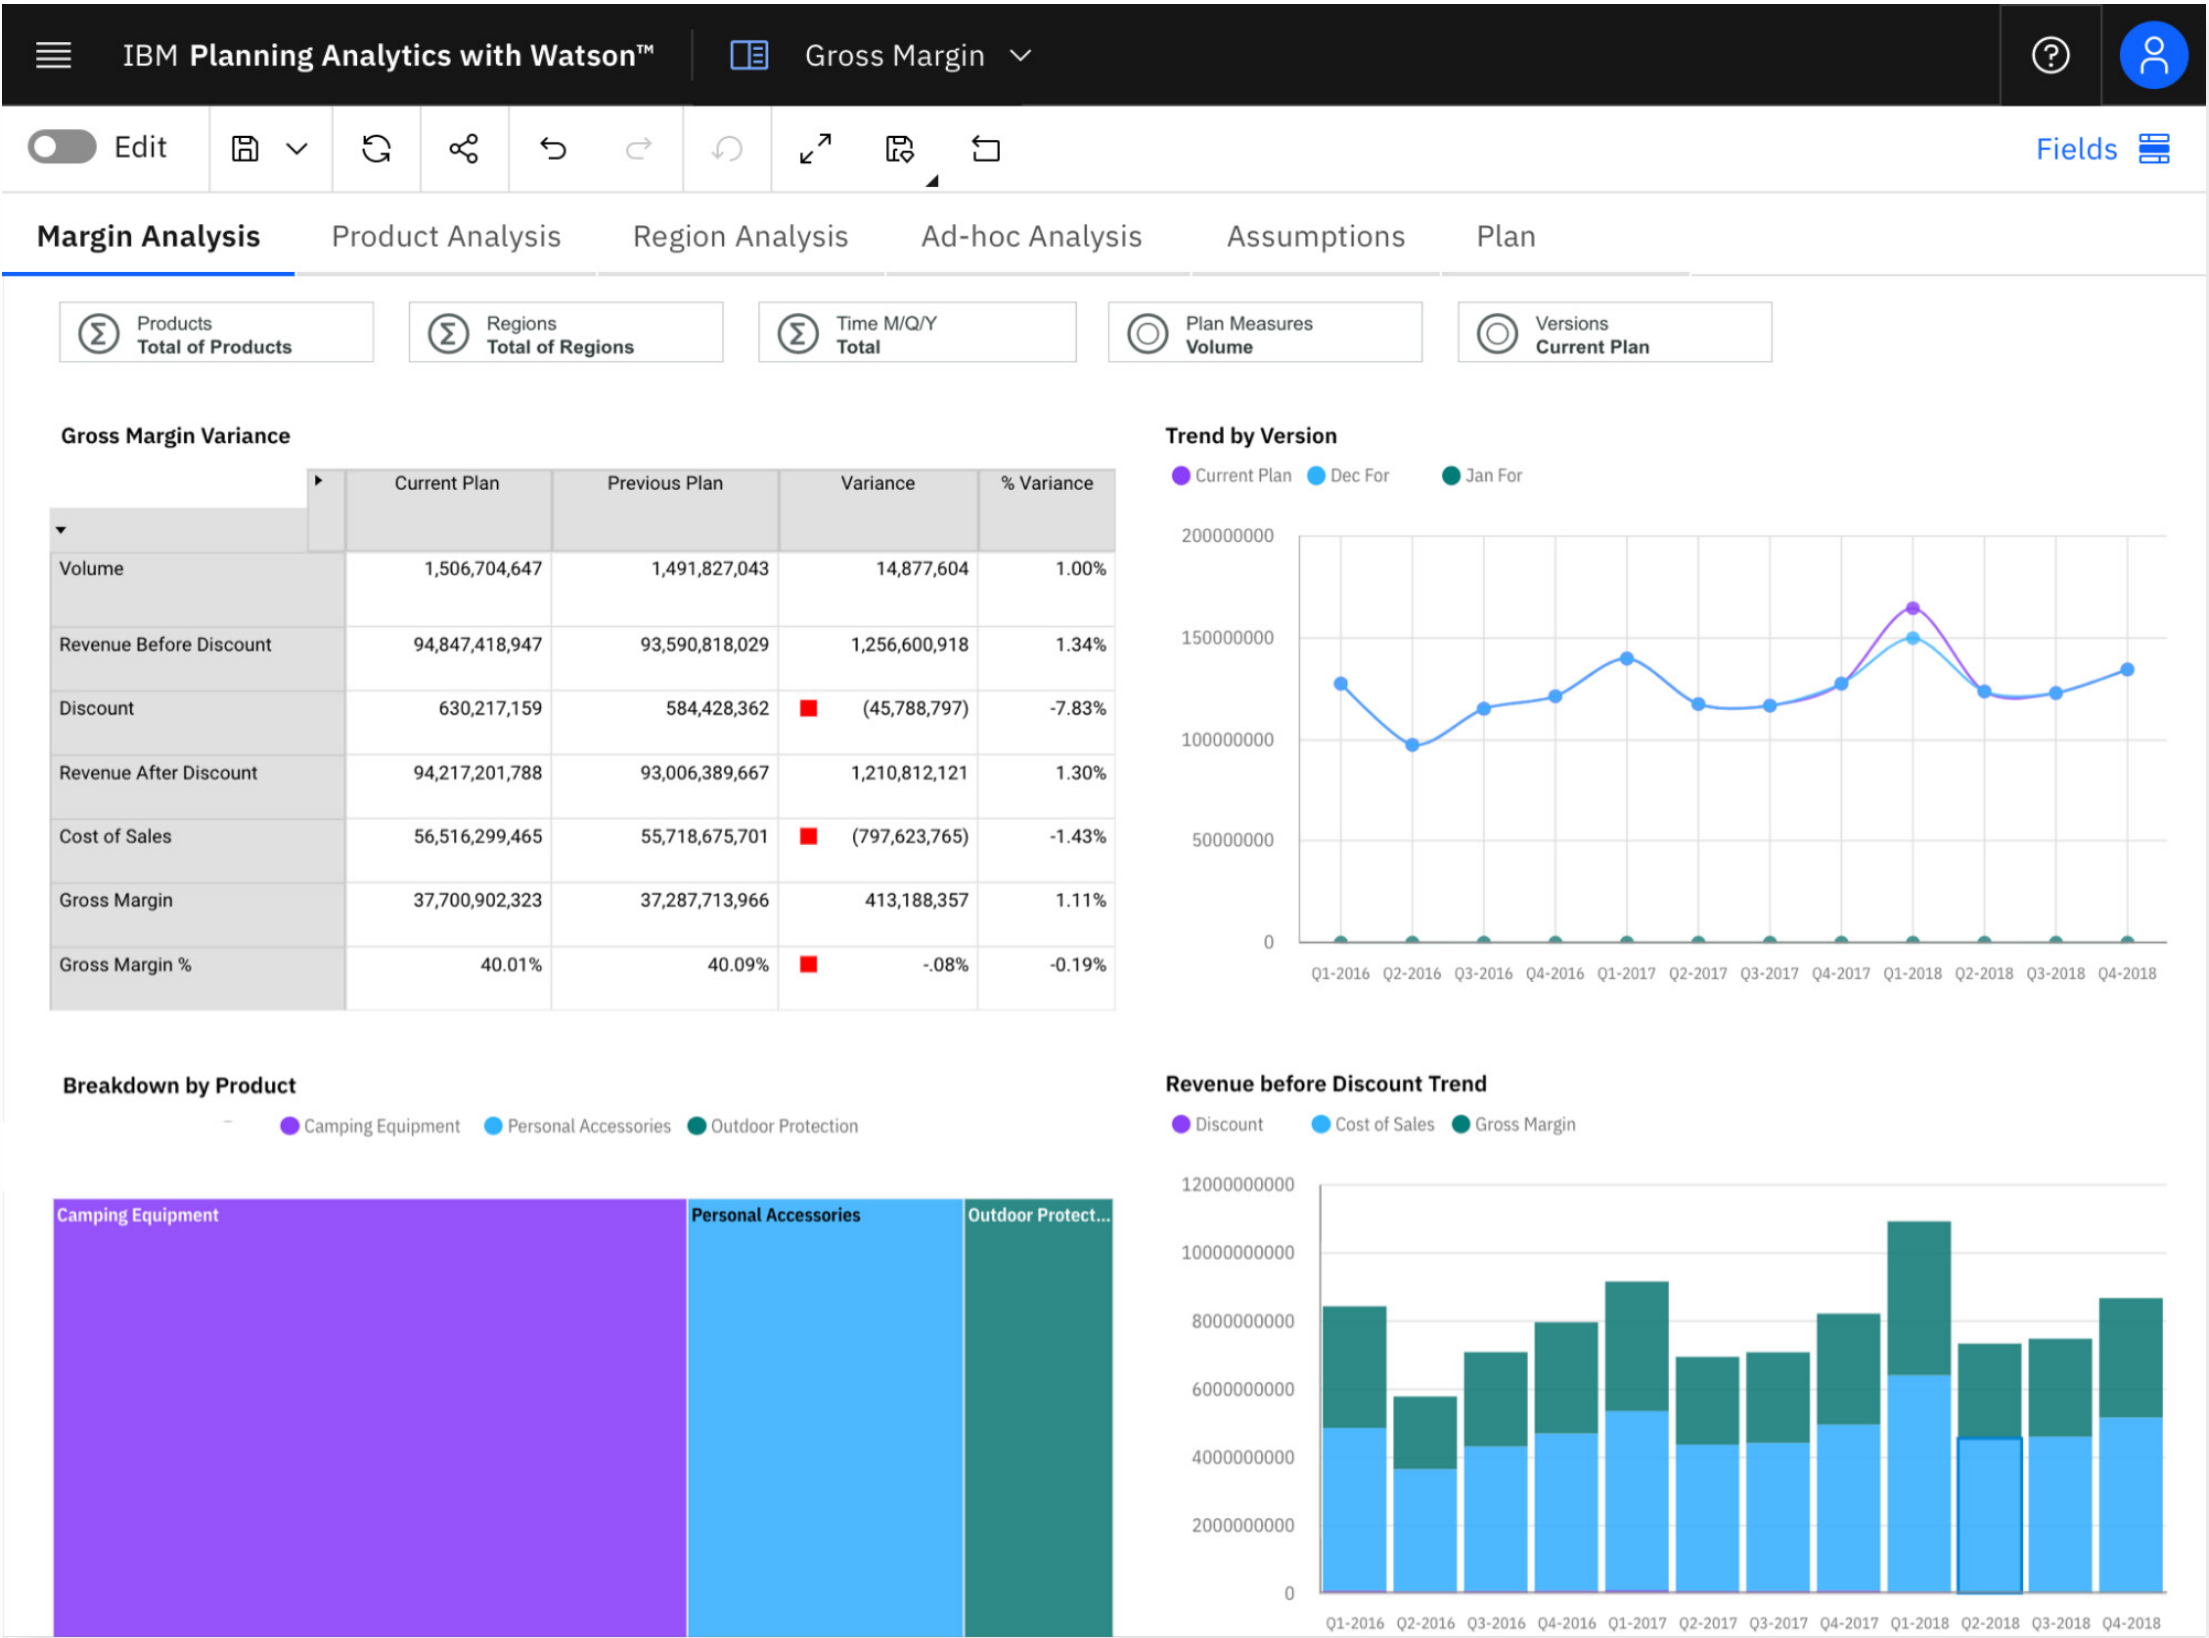 IBM Planning Analytics with Watson™ Gross Margin
Edit Fields
Margin Analysis Product Analysis Region Analysis Ad-hoc Analysis Assumptions Plan
Products Regions Time M/Q/Y Plan Measures Versions
Total of Products Total of Regions Total Volume Current Plan
Gross Margin Variance
Current Plan Previous Plan Variance % Variance
Volume 1,506,704,647 1,491,827,043 14,877,604 1.00%
Revenue Before Discount 94,847,418,947 93,590,818,029 1,256,600,918 1.34%
Discount 630,217,159 584,428,362 (45,788,797) -7.83%
Revenue After Discount 94,217,201,788 93,006,389,667 1,210,812,121 1.30%
Cost of Sales 56,516,299,465 55,718,675,701 (797,623,765) -1.43%
Gross Margin 37,700,902,323 37,287,713,966 413,188,357 1.11%
Gross Margin % 40.01% 40.09% -.08% -0.19%
Trend by Version
Current Plan Dec For Jan For
200000000
150000000
100000000
50000000
0
Q1-2016 Q2-2016 Q3-2016 Q4-2016 Q1-2017 Q2-2017 Q3-2017 Q4-2017 Q1-2018 Q2-2018 Q3-2018 Q4-2018
Breakdown by Product
Camping Equipment Personal Accessories Outdoor Protection
Camping Equipment Personal Accessories Outdoor Protect...
Revenue before Discount Trend
Discount Cost of Sales Gross Margin
12000000000
10000000000
8000000000
6000000000
4000000000
2000000000
0
Q1-2016 Q2-2016 Q3-2016 Q4-2016 Q1-2017 Q2-2017 Q3-2017 Q4-2017 Q1-2018 Q2-2018 Q3-2018 Q4-2018